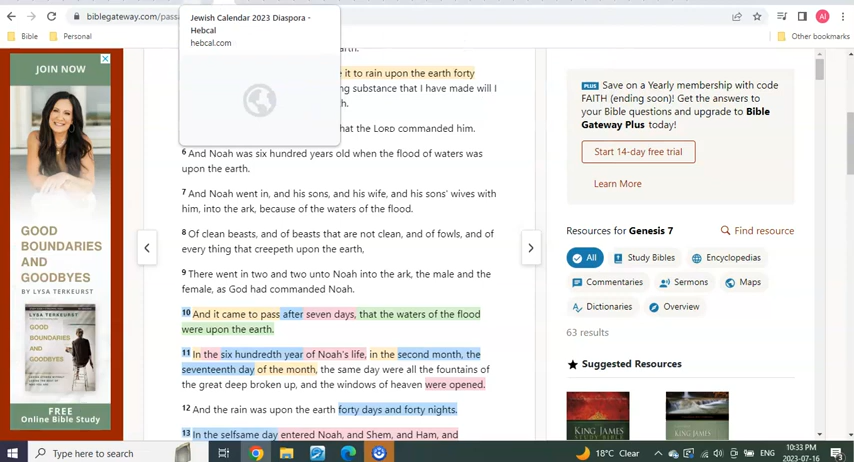 biblegateway.com/pass
Jewish Calendar 2023 Diaspora -
Hebcal
hebcal.com
AI
Bible
Personal
Other bookmarks
JOIN NOW
GOOD
BOUNDARIES
AND
GOODBYES
BY LYSA TERKEURST
LYSA TERKEURST
GOOD
BOUNDARIES
AND
GOODBYES
FREE
Online Bible Study
earth.
e it to rain upon the earth forty
ng substance that I have made will I
h.
hat the LORD commanded him.
6 And Noah was six hundred years old when the flood of waters was
upon the earth.
7 And Noah went in, and his sons, and his wife, and his sons' wives with
him, into the ark, because of the waters of the flood.
8 Of clean beasts, and of beasts that are not clean, and of fowls, and of
every thing that creepeth upon the earth,
9 There went in two and two unto Noah into the ark, the male and the
female, as God had commanded Noah.
10 And it came to pass after seven days, that the waters of the flood
were upon the earth.
11 In the six hundredth year of Noah's life, in the second month, the
seventeenth day of the month, the same day were all the fountains of
the great deep broken up, and the windows of heaven were opened.
12 And the rain was upon the earth forty days and forty nights.
13 In the selfsame day entered Noah, and Shem, and Ham, and
PLUS Save on a Yearly membership with code
FAITH (ending soon)! Get the answers to
your Bible questions and upgrade to Bible
Gateway Plus today!
Start 14-day free trial
Learn More
Resources for Genesis 7
Find resource
All
Study Bibles
Encyclopedias
Commentaries
Sermons
Maps
Dictionaries
Overview
63 results
Suggested Resources
KING JAMES
KING JAMES
Type here to search
18°C Clear
ENG
10:33 PM
2023-07-16
3